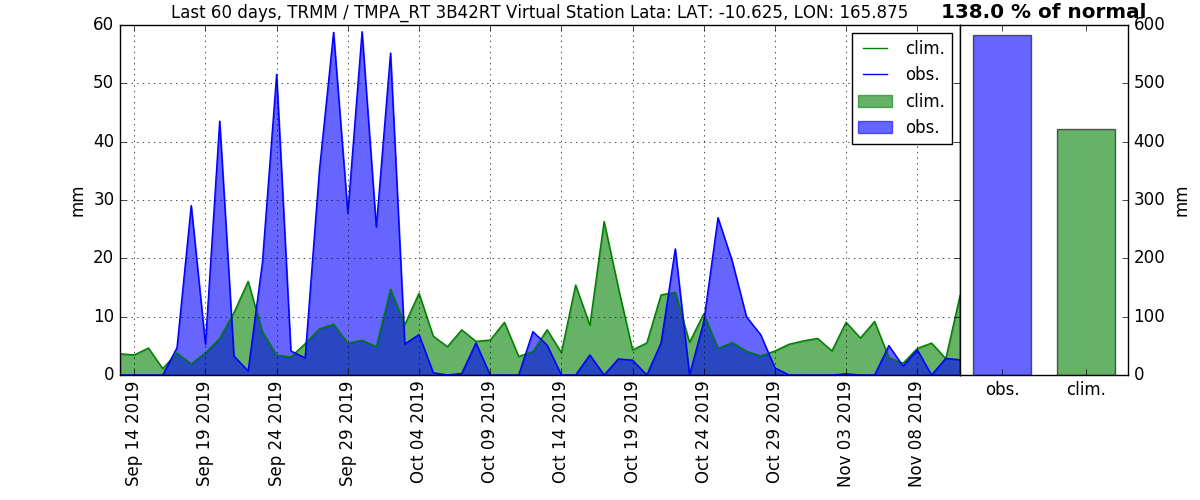 Last 60 days, TRMM / TMPA_RT 3B42RT Virtual Station Lata: LAT: -10.625, LON: 165.875
138.0 % of normal
60
50
40
30
20
10
0
mm
clim.
obs.
clim.
obs.
600
500
400
300
200
100
0
mm
Sep 14 2019
Sep 19 2019
Sep 24 2019
Sep 29 2019
Oct 04 2019
Oct 09 2019
Oct 14 2019
Oct 19 2019
Oct 24 2019
Oct 29 2019
Nov 03 2019
Nov 08 2019
obs.
clim.